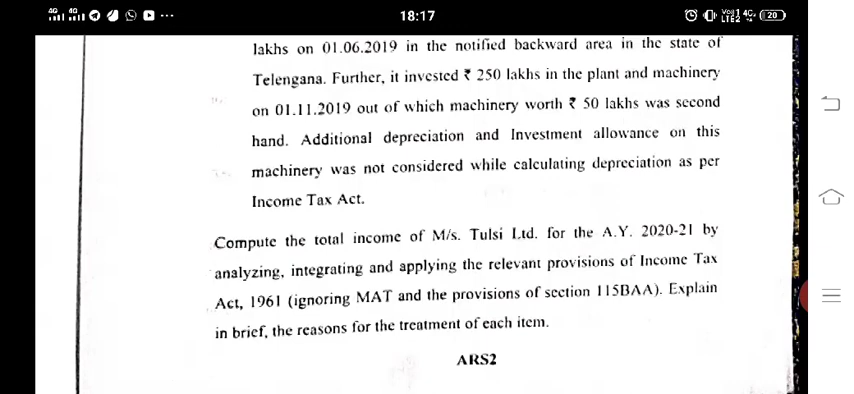 18:17
20
lakhs on 01.06.2019 in the notified backward area in the state of
Telengana. Further, it invested ₹ 250 lakhs in the plant and machinery
on 01.11.2019 out of which machinery worth ₹ 50 lakhs was second
hand. Additional depreciation and Investment allowance on this
machinery was not considered while calculating depreciation as per
Income Tax Act.
Compute the total income of M/s. Tulsi Ltd. for the A.Y. 2020-21 by
analyzing, integrating and applying the relevant provisions of Income Tax
Act, 1961 (ignoring MAT and the provisions of section 115BAA). Explain
in brief, the reasons for the treatment of each item.
ARS2